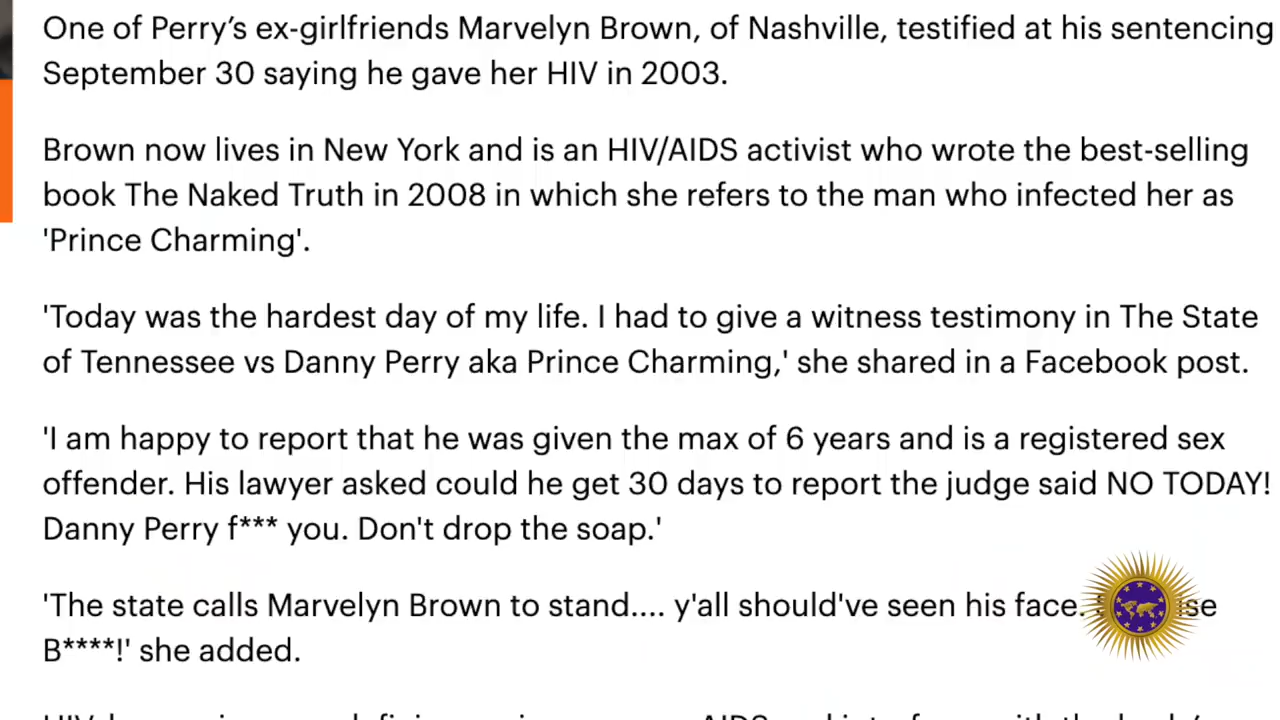 One of Perry’s ex-girlfriends Marvelyn Brown, of Nashville, testified at his sentencing
September 30 saying he gave her HIV in 2003.
Brown now lives in New York and is an HIV/AIDS activist who wrote the best-selling
book The Naked Truth in 2008 in which she refers to the man who infected her as
'Prince Charming'.
'Today was the hardest day of my life. I had to give a witness testimony in The State
of Tennessee vs Danny Perry aka Prince Charming,' she shared in a Facebook post.
'I am happy to report that he was given the max of 6 years and is a registered sex
offender. His lawyer asked could he get 30 days to report the judge said NO TODAY!
Danny Perry f*** you. Don't drop the soap.'
'The state calls Marvelyn Brown to stand.... y'all should've seen his face.
B****!' she added.